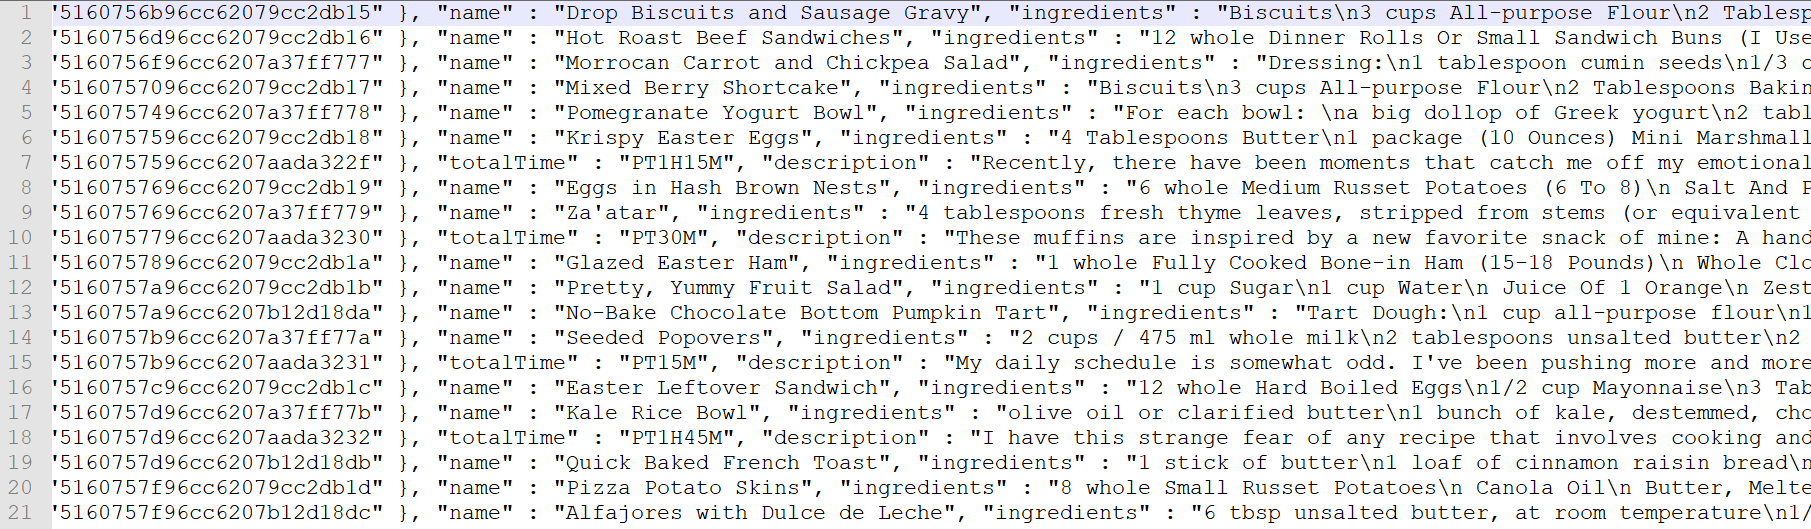 1 '5160756b96cc62079cc2db15" }, "name" : "Drop Biscuits and Sausage Gravy", "ingredients" : "Biscuits\n3 cups All-purpose Flour\n2 Tablesp
2 '5160756d96cc62079cc2db16" }, "name" : "Hot Roast Beef Sandwiches", "ingredients" : "12 whole Dinner Rolls Or Small Sandwich Buns (I Use
3 '5160756f96cc6207a37ff777" }, "name" : "Morrocan Carrot and Chickpea Salad", "ingredients" : "Dressing:\n1 tablespoon cumin seeds\n1/3 c
4 '5160757096cc62079cc2db17" }, "name" : "Mixed Berry Shortcake", "ingredients" : "Biscuits\n3 cups All-purpose Flour\n2 Tablespoons Bakin
5 '5160757496cc6207a37ff778" }, "name" : "Pomegranate Yogurt Bowl", "ingredients" : "For each bowl: \na big dollop of Greek yogurt\n2 tabl
6 '5160757596cc62079cc2db18" }, "name" : "Krispy Easter Eggs", "ingredients" : "4 Tablespoons Butter\n1 package (10 Ounces) Mini Marshmall
7 '5160757596cc6207aada322f" }, "totalTime" : "PT1H15M", "description" : "Recently, there have been moments that catch me off my emotional
8 '5160757696cc62079cc2db19" }, "name" : "Eggs in Hash Brown Nests", "ingredients" : "6 whole Medium Russet Potatoes (6 To 8)\n Salt And P
9 '5160757696cc6207a37ff779" }, "name" : "Za'atar", "ingredients" : "4 tablespoons fresh thyme leaves, stripped from stems (or equivalent
10 '5160757796cc6207aada3230" }, "totalTime" : "PT30M", "description" : "These muffins are inspired by a new favorite snack of mine: A hand
11 '5160757896cc62079cc2db1a" }, "name" : "Glazed Easter Ham", "ingredients" : "1 whole Fully Cooked Bone-in Ham (15-18 Pounds)\n Whole Clo
12 '5160757a96cc62079cc2db1b" }, "name" : "Pretty, Yummy Fruit Salad", "ingredients" : "1 cup Sugar\n1 cup Water\n Juice Of 1 Orange\n Zest
13 '5160757a96cc6207b12d18da" }, "name" : "No-Bake Chocolate Bottom Pumpkin Tart", "ingredients" : "Tart Dough:\n1 cup all-purpose flour\n1
14 '5160757b96cc6207a37ff77a" }, "name" : "Seeded Popovers", "ingredients" : "2 cups / 475 ml whole milk\n2 tablespoons unsalted butter\n2
15 '5160757b96cc6207aada3231" }, "totalTime" : "PT15M", "description" : "My daily schedule is somewhat odd. I've been pushing more and more
16 '5160757c96cc62079cc2db1c" }, "name" : "Easter Leftover Sandwich", "ingredients" : "12 whole Hard Boiled Eggs\n1/2 cup Mayonnaise\n3 Tab
17 '5160757d96cc6207a37ff77b" }, "name" : "Kale Rice Bowl", "ingredients" : "olive oil or clarified butter\n1 bunch of kale, destemmed, cho
18 '5160757d96cc6207aada3232" }, "totalTime" : "PT1H45M", "description" : "I have this strange fear of any recipe that involves cooking and
19 '5160757d96cc6207b12d18db" }, "name" : "Quick Baked French Toast", "ingredients" : "1 stick of butter\n1 loaf of cinnamon raisin bread\n
20 '5160757f96cc62079cc2db1d" }, "name" : "Pizza Potato Skins", "ingredients" : "8 whole Small Russet Potatoes\n Canola Oil\n Butter, Melte
21 '5160757f96cc6207b12d18dc" }, "name" : "Alfajores with Dulce de Leche", "ingredients" : "6 tbsp unsalted butter, at room temperature\n1/